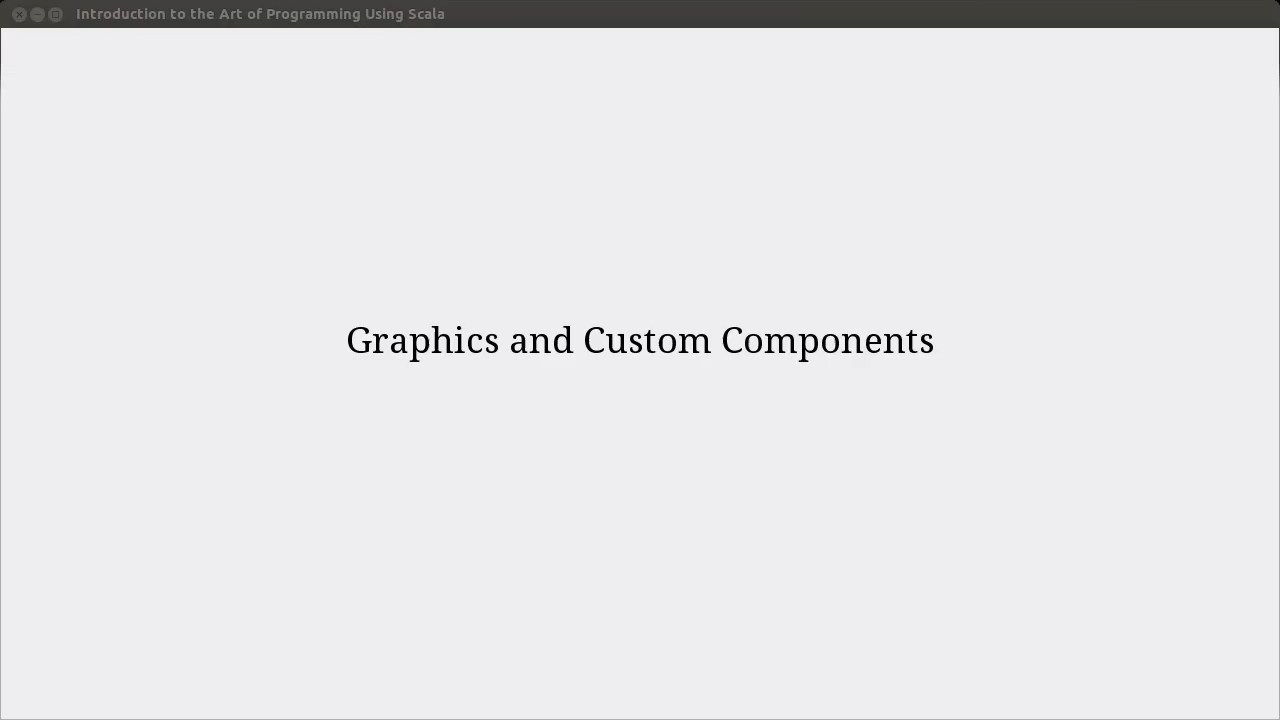 Introduction to the Art of Programming Using Scala
Graphics and Custom Components